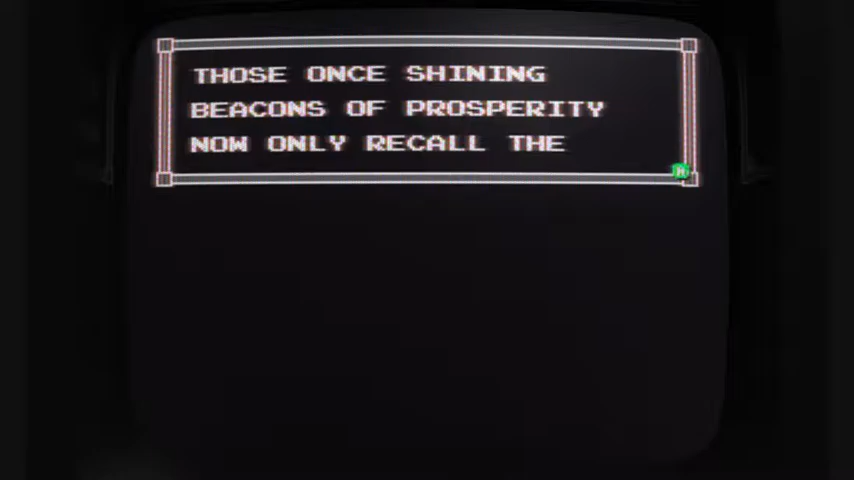 THOSE ONCE SHINING
BEACONS OF PROSPERITY
NOW ONLY RECALL THE